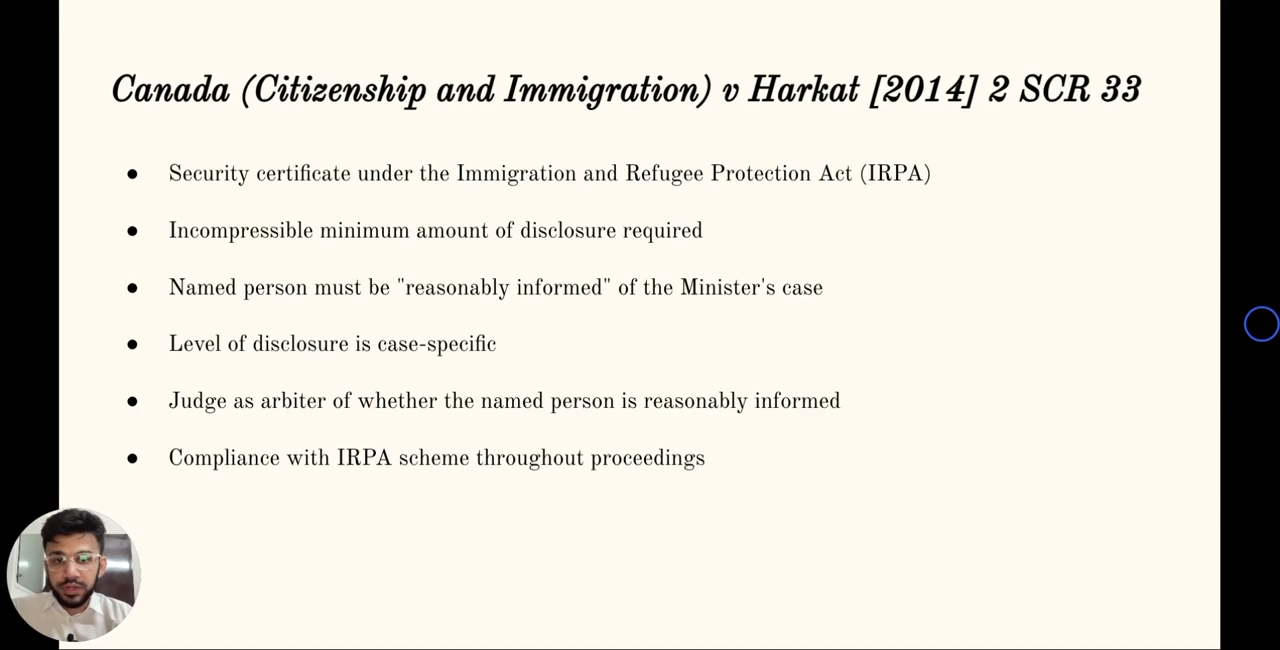 Canada (Citizenship and Immigration) v Harkat [2014] 2 SCR 33
● Security certificate under the Immigration and Refugee Protection Act (IRPA)
● Incompressible minimum amount of disclosure required
● Named person must be "reasonably informed" of the Minister's case
● Level of disclosure is case-specific
● Judge as arbiter of whether the named person is reasonably informed
● Compliance with IRPA scheme throughout proceedings